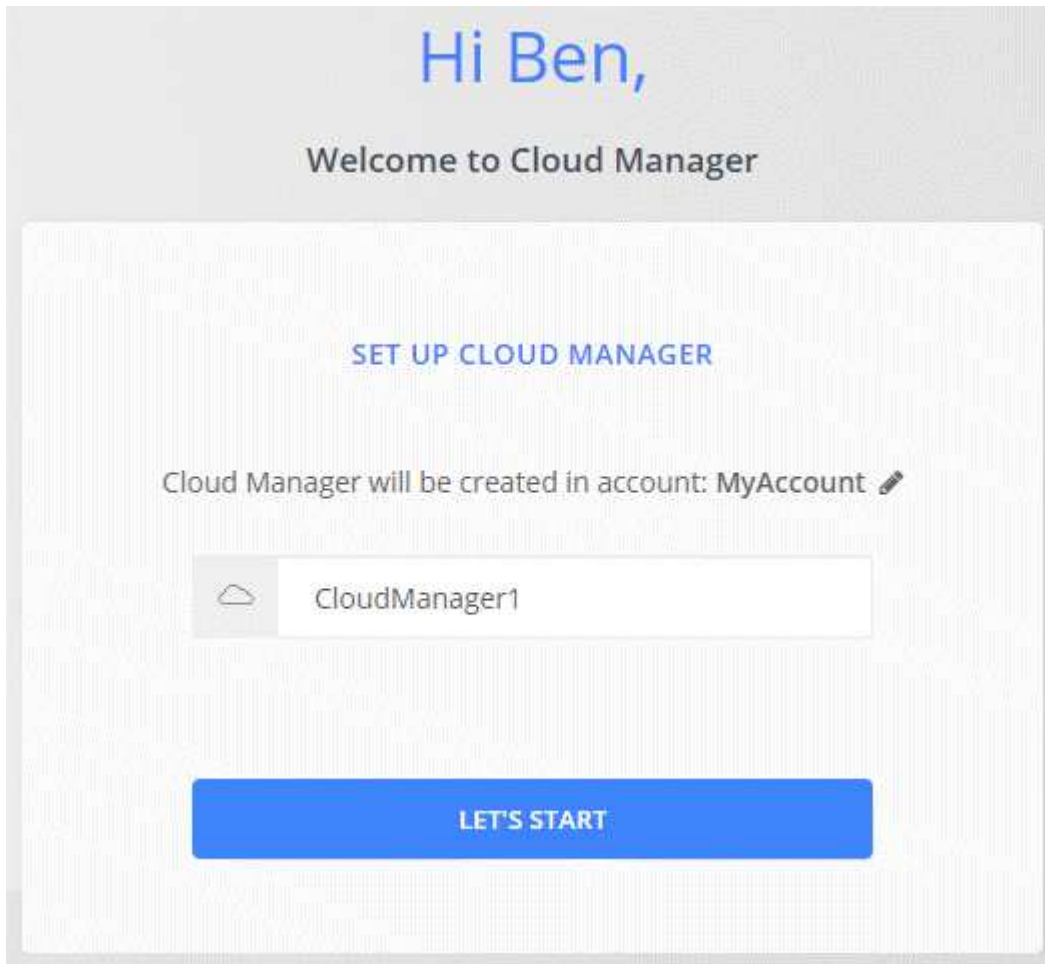 Hi Ben,
Welcome to Cloud Manager
SET UP CLOUD MANAGER
Cloud Manager will be created in account: MyAccount
CloudManager1
LET'S START